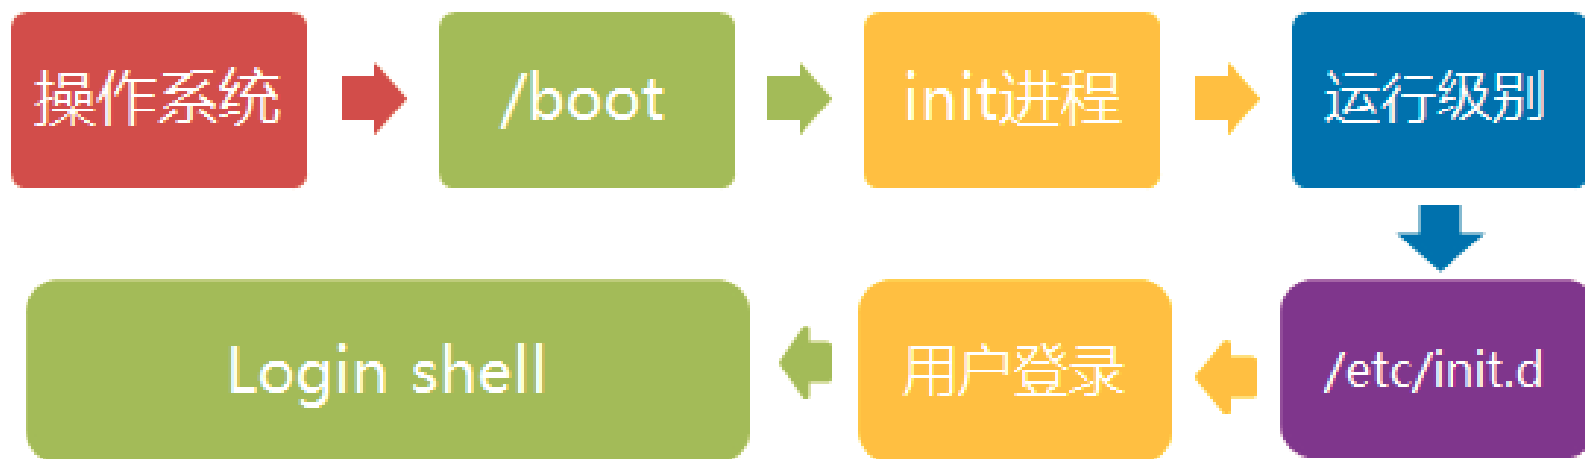 操作系统
/boot
init进程
运行级别
/etc/init.d
用户登录
Login shell